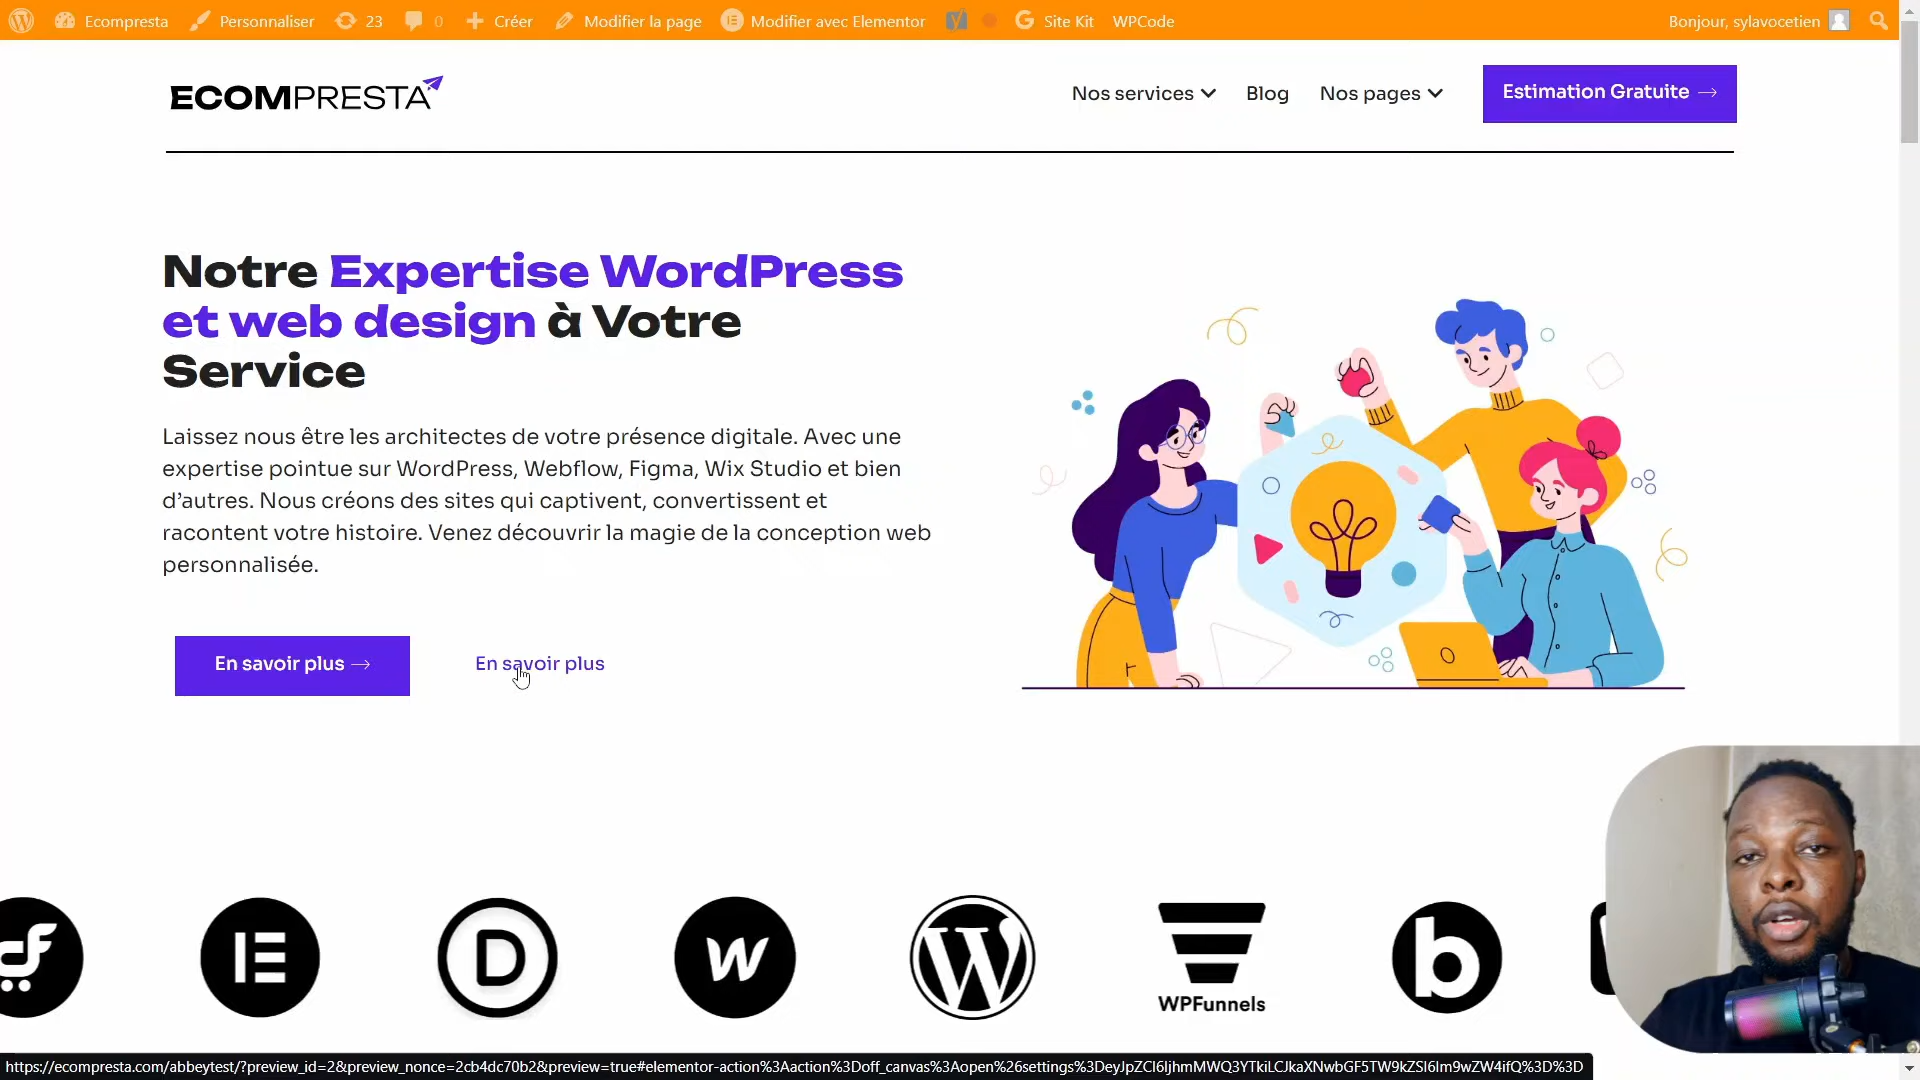 Ecompresta Personnaliser 23 0 Créer Modifier la page Modifier avec Elementor Site Kit WPCode Bonjour, sylavocetien
ECOMPRESTA Nos services Blog Nos pages Estimation Gratuite →
Notre Expertise WordPress
et web design à Votre
Service
Laissez nous être les architectes de votre présence digitale. Avec une
expertise pointue sur WordPress, Webflow, Figma, Wix Studio et bien
d’autres. Nous créons des sites qui captivent, convertissent et
racontent votre histoire. Venez découvrir la magie de la conception web
personnalisée.
En savoir plus → En savoir plus
D W W b
WPFunnels
https://ecompresta.com/abbeytest/?preview_id=2&preview_nonce=2cb4dc70b2&preview=true#elementor-action%3Aaction%3Doff_canvas%3Aopen%26settings%3DeyJpZCI6IjhmMWQ3YTkiLCJkaXNwbGF5TW9kZSI6Im9wZW4ifQ%3D%3D